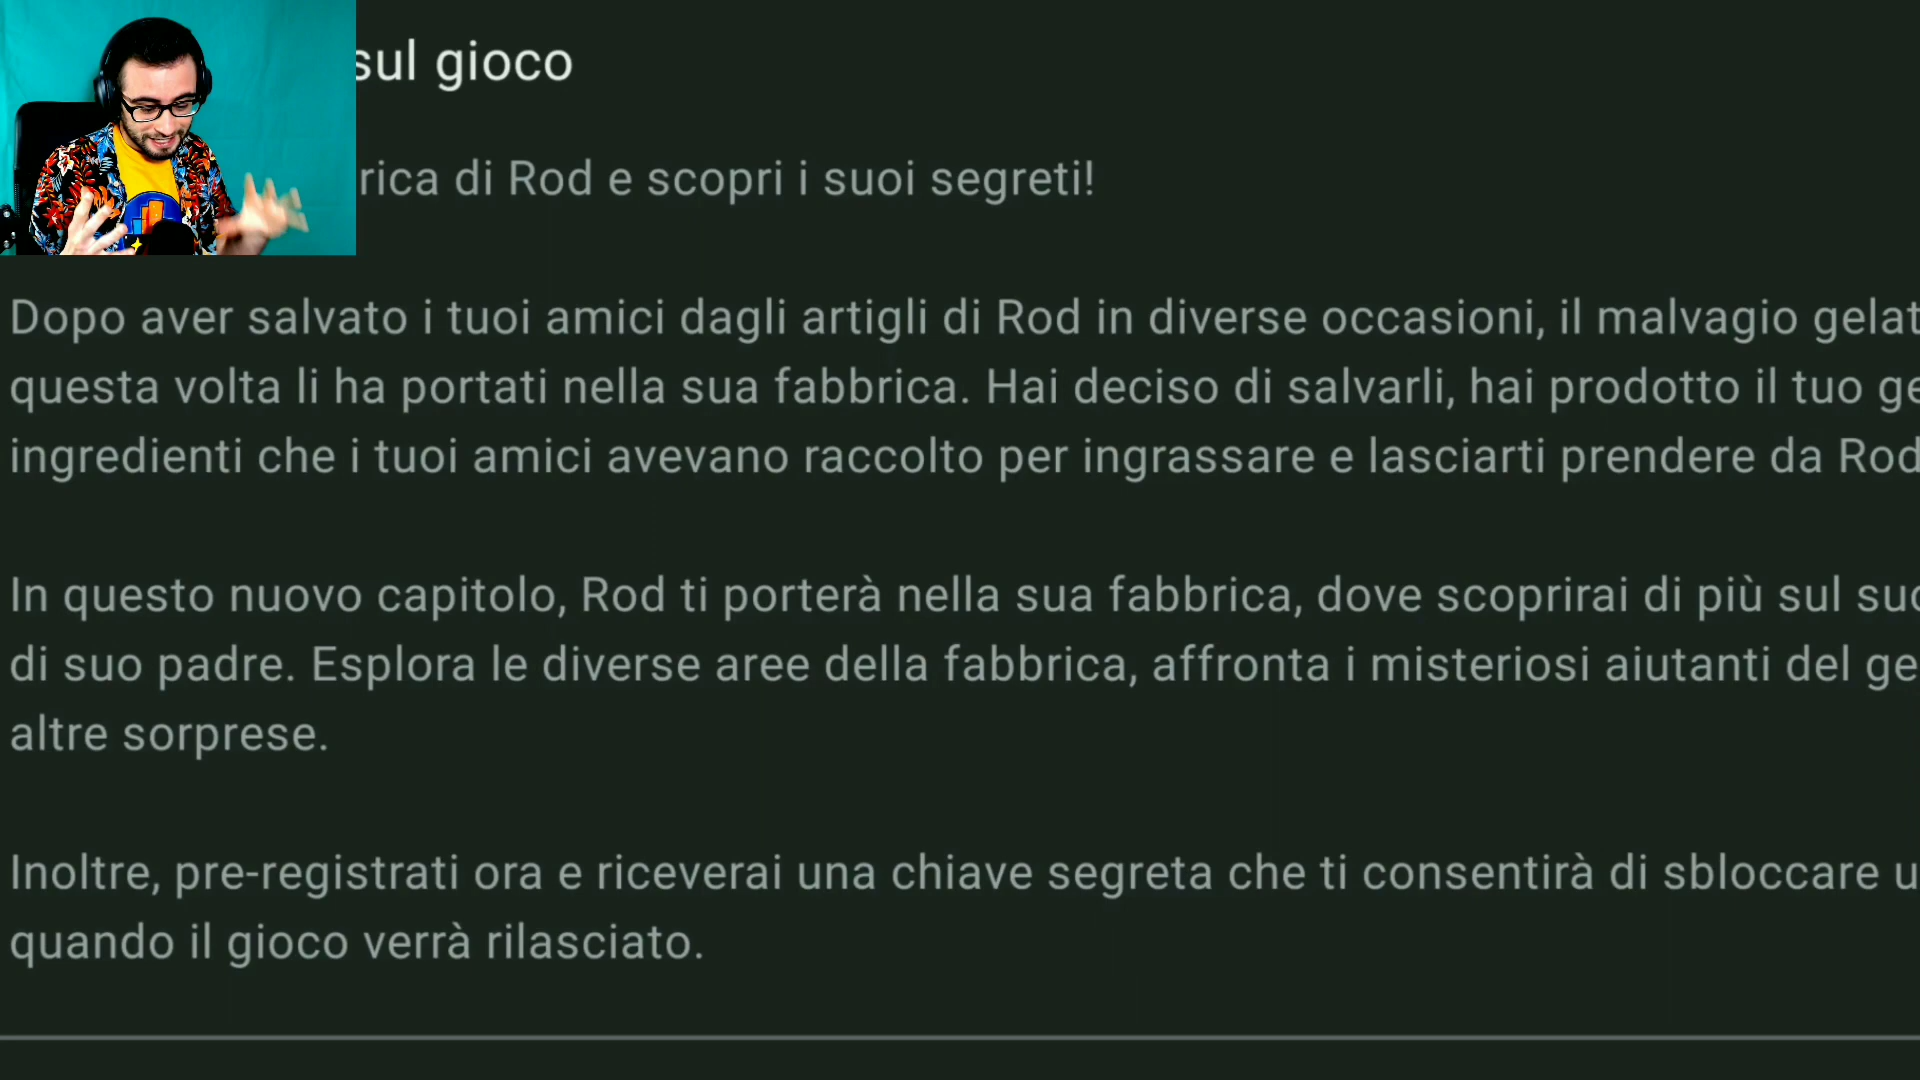 sul gioco
rica di Rod e scopri i suoi segreti!
Dopo aver salvato i tuoi amici dagli artigli di Rod in diverse occasioni, il malvagio gelat
questa volta li ha portati nella sua fabbrica. Hai deciso di salvarli, hai prodotto il tuo ge
ingredienti che i tuoi amici avevano raccolto per ingrassare e lasciarti prendere da Rod
In questo nuovo capitolo, Rod ti porterà nella sua fabbrica, dove scoprirai di più sul suo
di suo padre. Esplora le diverse aree della fabbrica, affronta i misteriosi aiutanti del ge
altre sorprese.
Inoltre, pre-registrati ora e riceverai una chiave segreta che ti consentirà di sbloccare u
quando il gioco verrà rilasciato.